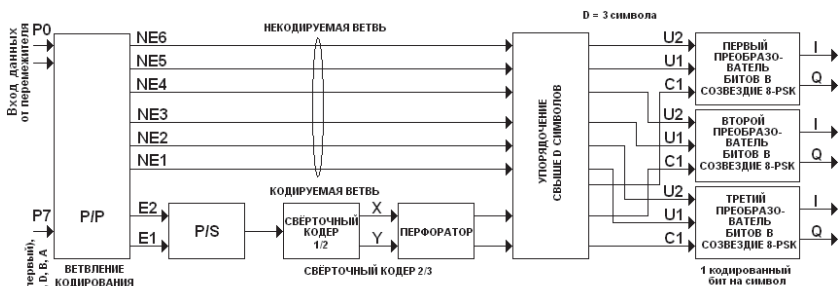 D = 3 символа
P0
Вход данных
от перемежителя
P7
первый),
, D, B, A
P/P
ВЕТВЛЕНИЕ
КОДИРОВАНИЯ
NE6
NE5
NE4
NE3
NE2
NE1
E2
E1
НЕКОДИРУЕМАЯ ВЕТВЬ
КОДИРУЕМАЯ ВЕТВЬ
P/S
СВЁРТОЧНЫЙ
КОДЕР
1/2
X
Y
ПЕРФОРАТОР
СВЁРТОЧНЫЙ КОДЕР 2/3
УПОРЯДОЧЕНИЕ
СВЫШЕ D СИМВОЛОВ
U2
U1
C1
ПЕРВЫЙ
ПРЕОБРАЗО-
ВАТЕЛЬ
БИТОВ В
СОЗВЕЗДИЕ 8-PSK
I
Q
U2
U1
C1
ВТОРОЙ
ПРЕОБРАЗО-
ВАТЕЛЬ
БИТОВ В
СОЗВЕЗДИЕ 8-PSK
I
Q
U2
U1
C1
ТРЕТИЙ
ПРЕОБРАЗО-
ВАТЕЛЬ
БИТОВ В
СОЗВЕЗДИЕ 8-PSK
I
Q
1 кодированный
бит на символ